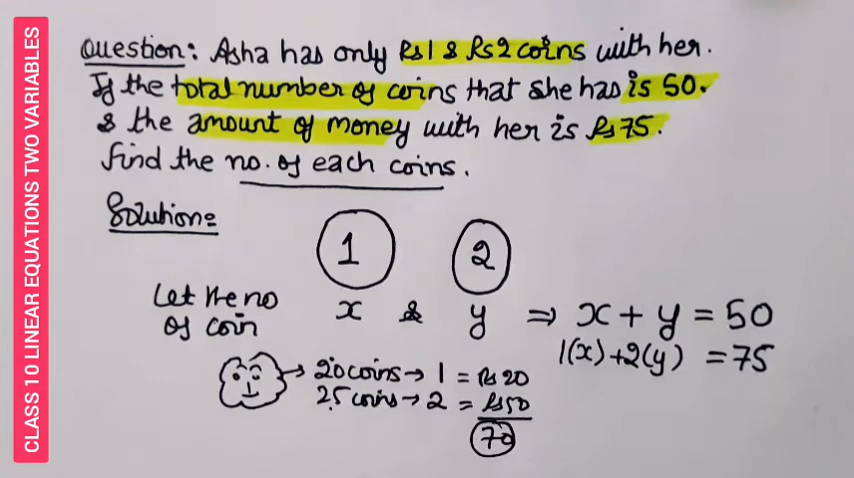 CLASS 10 LINEAR EQUATIONS TWO VARIABLES
Question: Asha has only Rs1 & Rs2 coins with her.
If the total number of coins that she has is 50.
& the amount of money with her is Rs75.
find the no. of each coins.
Solution=
1 2
Let the no x & y ⇒ x + y = 50
of coin 1(x) + 2(y) = 75
→ 20 coins → 1 = Rs 20
25 coins → 2 = Rs50
70